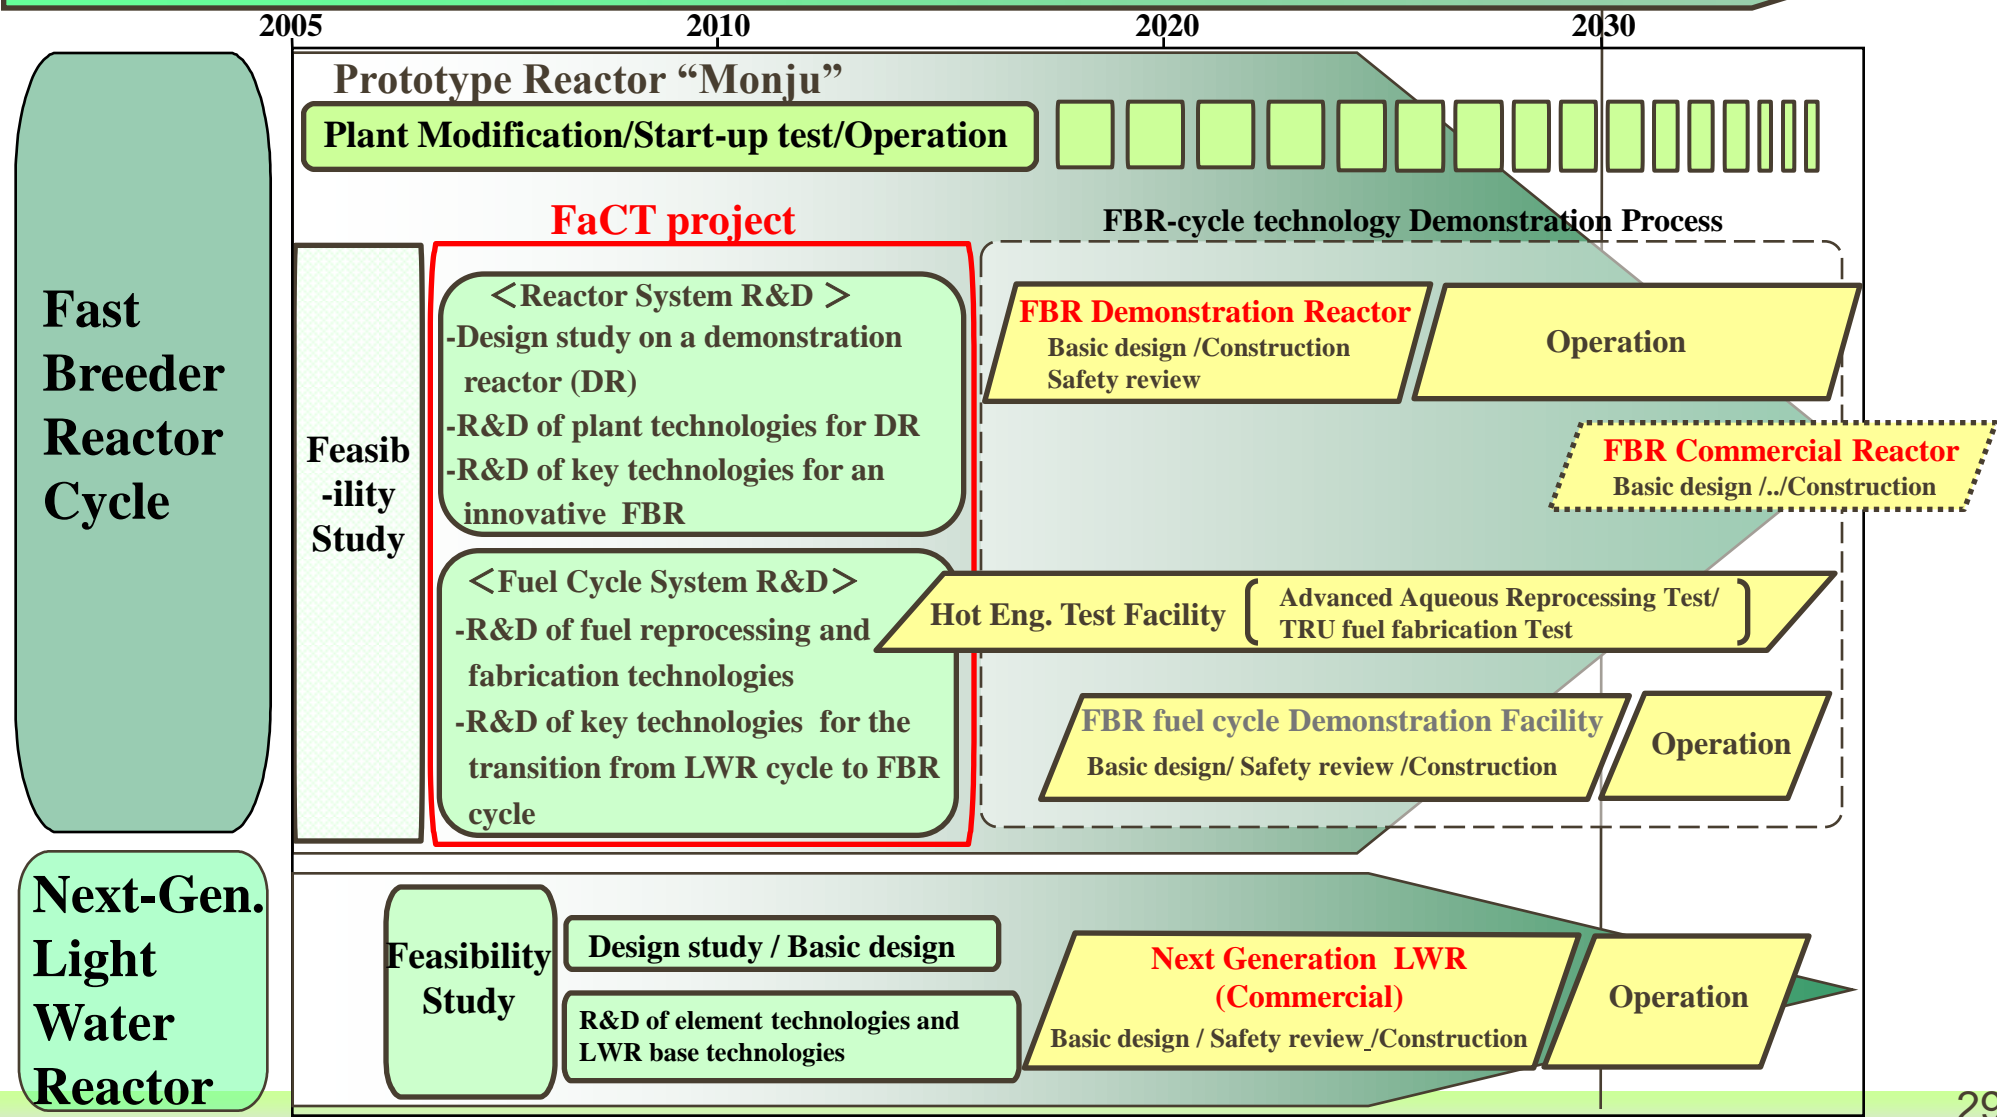 2005 2010 2020 2030
Prototype Reactor “Monju”
Plant Modification/Start-up test/Operation
FaCT project
FBR-cycle technology Demonstration Process
Fast
Breeder
Reactor
Cycle
Feasib
-ility
Study
＜Reactor System R&D ＞
-Design study on a demonstration
reactor (DR)
-R&D of plant technologies for DR
-R&D of key technologies for an
innovative FBR
＜Fuel Cycle System R&D＞
-R&D of fuel reprocessing and
fabrication technologies
-R&D of key technologies for the
transition from LWR cycle to FBR
cycle
FBR Demonstration Reactor
Basic design /Construction
Safety review
Operation
FBR Commercial Reactor
Basic design /../Construction
Hot Eng. Test Facility
Advanced Aqueous Reprocessing Test/
TRU fuel fabrication Test
FBR fuel cycle Demonstration Facility
Basic design/ Safety review /Construction
Operation
Next-Gen.
Light
Water
Reactor
Feasibility
Study
Design study / Basic design
R&D of element technologies and
LWR base technologies
Next Generation LWR
(Commercial)
Basic design / Safety review /Construction
Operation
29